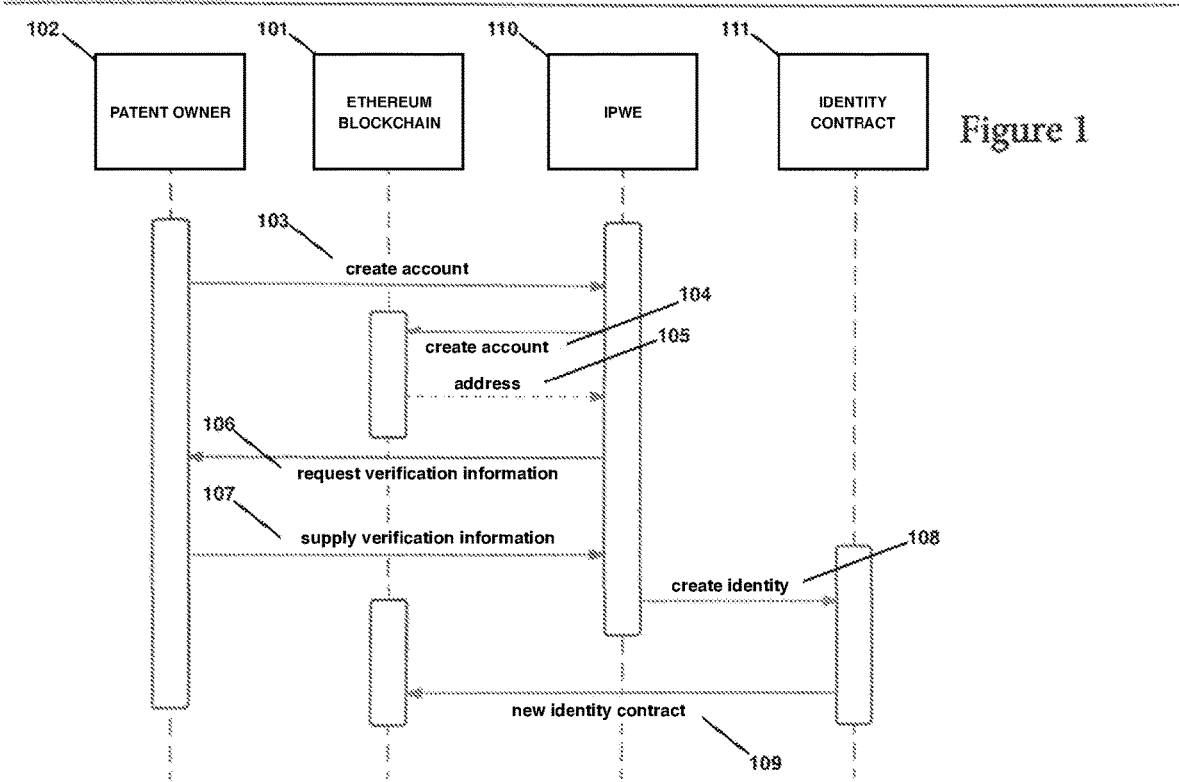 102
101
110
111
PATENT OWNER
ETHEREUM
BLOCKCHAIN
IPWE
IDENTITY
CONTRACT
Figure 1
103
create account
104
create account
105
address
106
request verification information
107
supply verification information
108
create identity
new identity contract
109